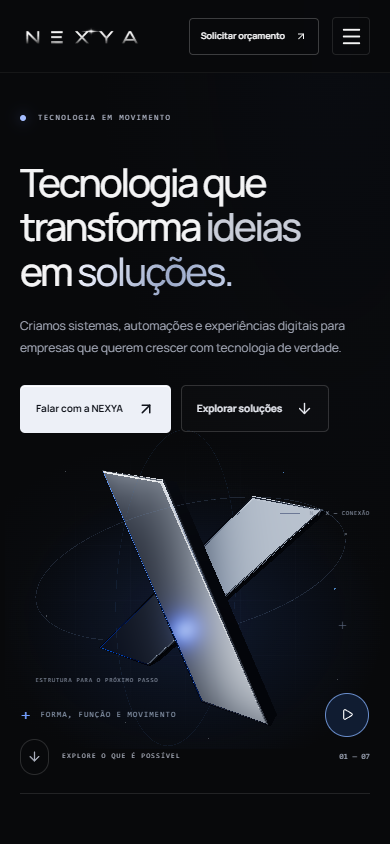 NEXYA
Solicitar orçamento
TECNOLOGIA EM MOVIMENTO
Tecnologia que
transforma ideias
em soluções.
Criamos sistemas, automações e experiências digitais para
empresas que querem crescer com tecnologia de verdade.
Falar com a NEXYA
Explorar soluções
X — CONEXÃO
ESTRUTURA PARA O PRÓXIMO PASSO
FORMA, FUNÇÃO E MOVIMENTO
EXPLORE O QUE É POSSÍVEL
01 — 07